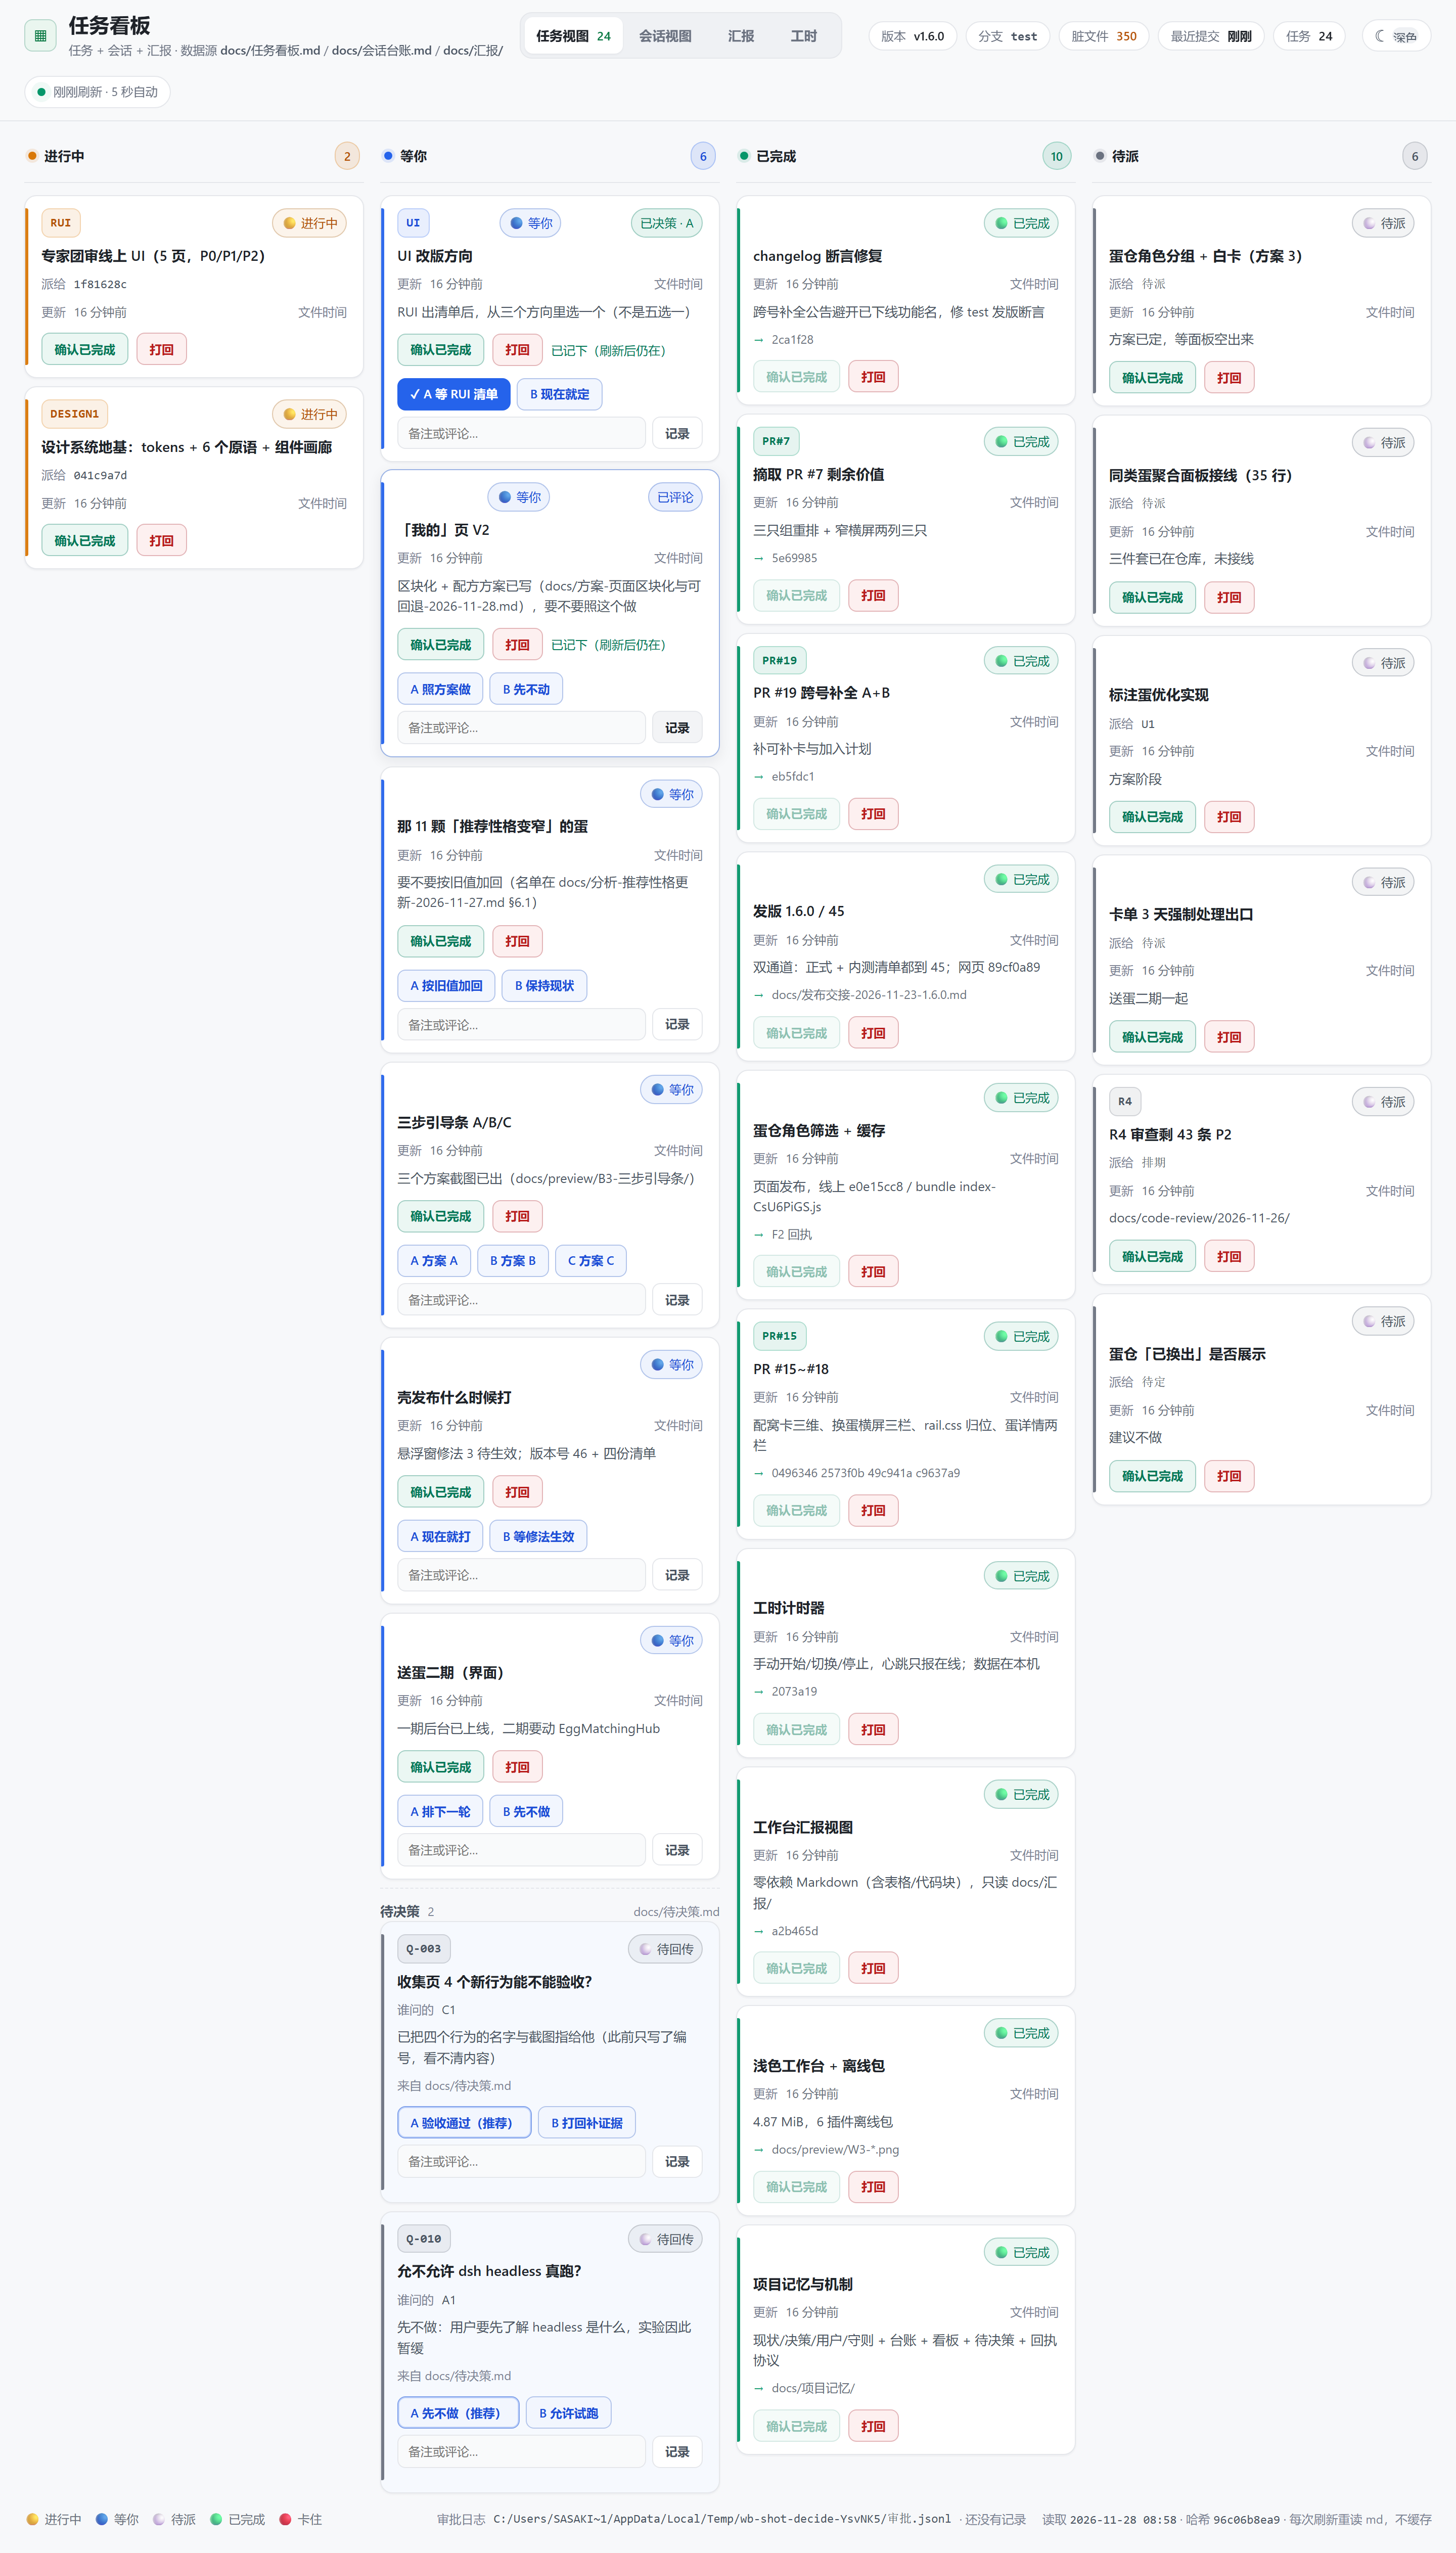 任务看板
任务 + 会话 + 汇报 · 数据源 docs/任务看板.md / docs/会话台账.md / docs/汇报/
任务视图 24
会话视图
汇报
工时
版本 v1.6.0
分支 test
脏文件 350
最近提交 刚刚
任务 24
深色
刚刚刷新 · 5 秒自动
进行中
2
RUI
进行中
专家团审线上 UI（5 页，P0/P1/P2）
派给 1f81628c
更新 16 分钟前
文件时间
确认已完成
打回
DESIGN1
进行中
设计系统地基：tokens + 6 个原语 + 组件画廊
派给 041c9a7d
更新 16 分钟前
文件时间
确认已完成
打回
等你
6
UI
等你
已决策 · A
UI 改版方向
更新 16 分钟前
文件时间
RUI 出清单后，从三个方向里选一个（不是五选一）
确认已完成
打回
已记下（刷新后仍在）
✓ A 等 RUI 清单
B 现在就定
备注或评论...
记录
等你
已评论
「我的」页 V2
更新 16 分钟前
文件时间
区块化 + 配方方案已写（docs/方案-页面区块化与可
回退-2026-11-28.md），要不要照这个做
确认已完成
打回
已记下（刷新后仍在）
A 照方案做
B 先不动
备注或评论...
记录
等你
那 11 颗「推荐性格变窄」的蛋
更新 16 分钟前
文件时间
要不要按旧值加回（名单在 docs/分析-推荐性格更
新-2026-11-27.md §6.1）
确认已完成
打回
A 按旧值加回
B 保持现状
备注或评论...
记录
等你
三步引导条 A/B/C
更新 16 分钟前
文件时间
三个方案截图已出（docs/preview/B3-三步引导条/）
确认已完成
打回
A 方案 A
B 方案 B
C 方案 C
备注或评论...
记录
等你
壳发布什么时候打
更新 16 分钟前
文件时间
悬浮窗修法 3 待生效；版本号 46 + 四份清单
确认已完成
打回
A 现在就打
B 等修法生效
备注或评论...
记录
等你
送蛋二期（界面）
更新 16 分钟前
文件时间
一期后台已上线，二期要动 EggMatchingHub
确认已完成
打回
A 排下一轮
B 先不做
备注或评论...
记录
待决策 2
docs/待决策.md
Q-003
待回传
收集页 4 个新行为能不能验收？
谁问的 C1
已把四个行为的名字与截图指给他（此前只写了编
号，看不清内容）
来自 docs/待决策.md
A 验收通过（推荐）
B 打回补证据
备注或评论...
记录
Q-010
待回传
允不允许 dsh headless 真跑？
谁问的 A1
先不做：用户要先了解 headless 是什么，实验因此
暂缓
来自 docs/待决策.md
A 先不做（推荐）
B 允许试跑
备注或评论...
记录
已完成
10
已完成
changelog 断言修复
更新 16 分钟前
文件时间
跨号补全公告避开已下线功能名，修 test 发版断言
→ 2ca1f28
确认已完成
打回
PR#7
已完成
摘取 PR #7 剩余价值
更新 16 分钟前
文件时间
三只组重排 + 窄横屏两列三只
→ 5e69985
确认已完成
打回
PR#19
已完成
PR #19 跨号补全 A+B
更新 16 分钟前
文件时间
补可补卡与加入计划
→ eb5fdc1
确认已完成
打回
已完成
发版 1.6.0 / 45
更新 16 分钟前
文件时间
双通道：正式 + 内测清单都到 45；网页 89cf0a89
→ docs/发布交接-2026-11-23-1.6.0.md
确认已完成
打回
已完成
蛋仓角色筛选 + 缓存
更新 16 分钟前
文件时间
页面发布，线上 e0e15cc8 / bundle index-
CsU6PiGS.js
→ F2 回执
确认已完成
打回
PR#15
已完成
PR #15~#18
更新 16 分钟前
文件时间
配窝卡三维、换蛋横屏三栏、rail.css 归位、蛋详情两
栏
→ 0496346 2573f0b 49c941a c9637a9
确认已完成
打回
已完成
工时计时器
更新 16 分钟前
文件时间
手动开始/切换/停止，心跳只报在线；数据在本机
→ 2073a19
确认已完成
打回
已完成
工作台汇报视图
更新 16 分钟前
文件时间
零依赖 Markdown（含表格/代码块），只读 docs/汇
报/
→ a2b465d
确认已完成
打回
已完成
浅色工作台 + 离线包
更新 16 分钟前
文件时间
4.87 MiB，6 插件离线包
→ docs/preview/W3-*.png
确认已完成
打回
已完成
项目记忆与机制
更新 16 分钟前
文件时间
现状/决策/用户/守则 + 台账 + 看板 + 待决策 + 回执
协议
→ docs/项目记忆/
确认已完成
打回
待派
6
待派
蛋仓角色分组 + 白卡（方案 3）
派给 待派
更新 16 分钟前
文件时间
方案已定，等面板空出来
确认已完成
打回
待派
同类蛋聚合面板接线（35 行）
派给 待派
更新 16 分钟前
文件时间
三件套已在仓库，未接线
确认已完成
打回
待派
标注蛋优化实现
派给 U1
更新 16 分钟前
文件时间
方案阶段
确认已完成
打回
待派
卡单 3 天强制处理出口
派给 待派
更新 16 分钟前
文件时间
送蛋二期一起
确认已完成
打回
R4
待派
R4 审查剩 43 条 P2
派给 排期
更新 16 分钟前
文件时间
docs/code-review/2026-11-26/
确认已完成
打回
待派
蛋仓「已换出」是否展示
派给 待定
更新 16 分钟前
文件时间
建议不做
确认已完成
打回
进行中 等你 待派 已完成 卡住
审批日志 C:/Users/SASAKI~1/AppData/Local/Temp/wb-shot-decide-YsvNK5/审批.jsonl · 还没有记录
读取 2026-11-28 08:58 · 哈希 96c06b8ea9 · 每次刷新重读 md，不缓存